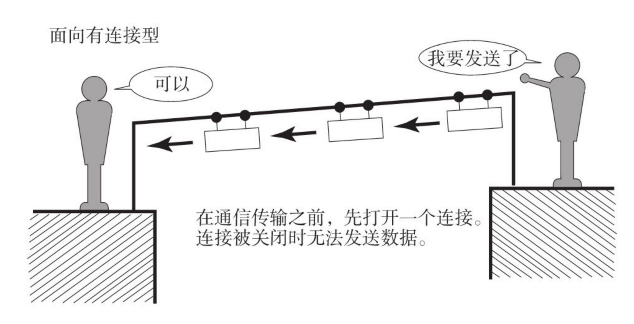 面向有连接型
我要发送了
可以
在通信传输之前，先打开一个连接。
连接被关闭时无法发送数据。